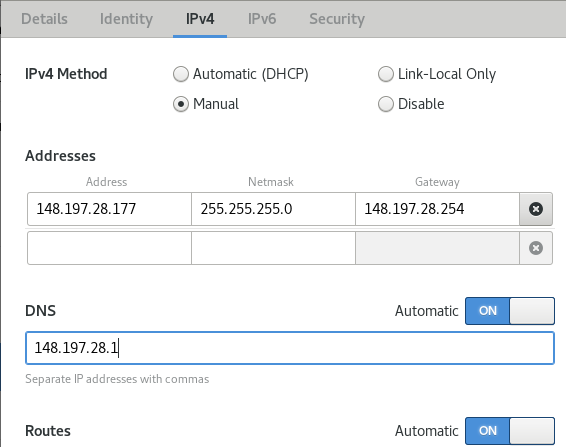 Details Identity IPv4 IPv6 Security
IPv4 Method Automatic (DHCP) Link-Local Only
Manual Disable
Addresses
Address Netmask Gateway
148.197.28.177 255.255.255.0 148.197.28.254
DNS Automatic ON
148.197.28.1
Separate IP addresses with commas
Routes Automatic ON